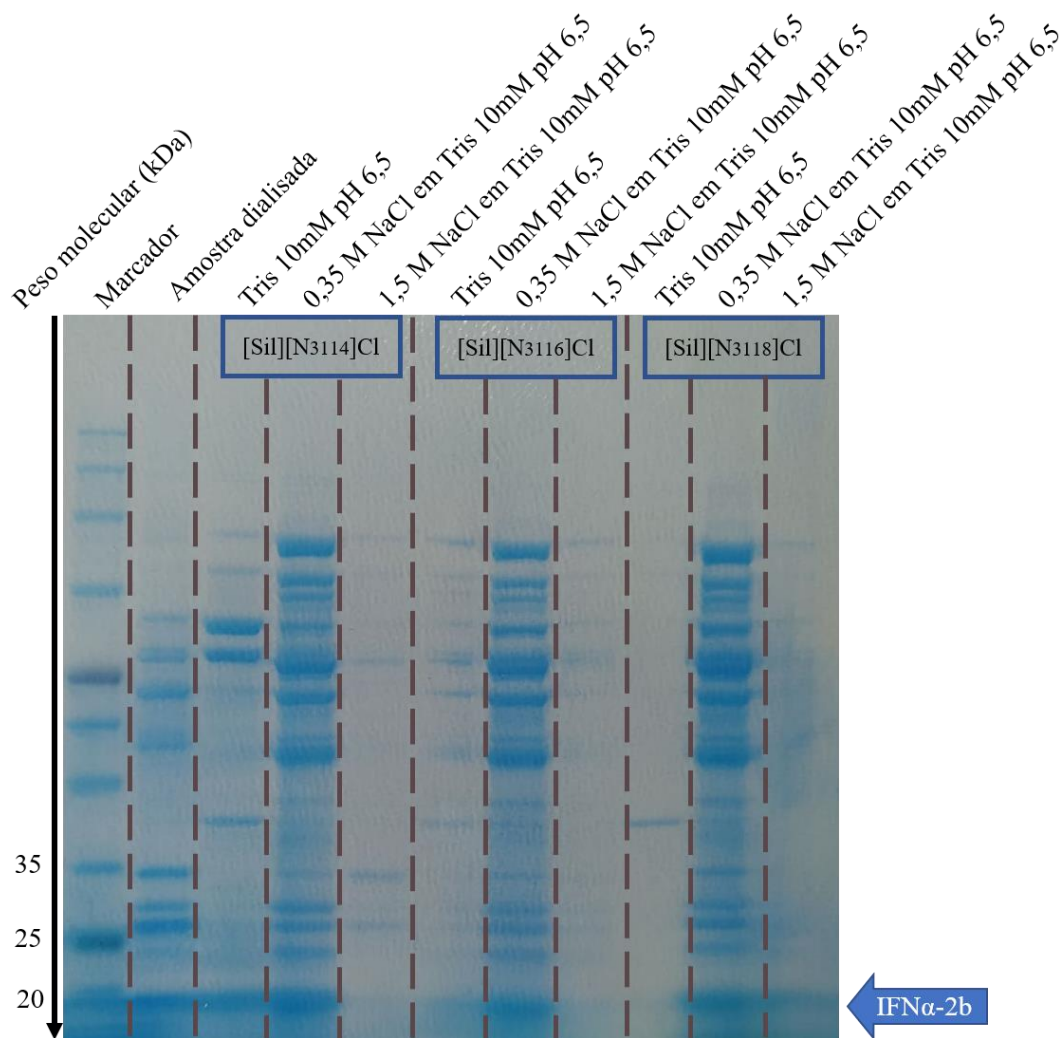 Peso molecular (kDa)
Marcador
Amostra dialisada
Tris 10mM pH 6,5
0,35 M NaCl em Tris 10mM pH 6,5
1,5 M NaCl em Tris 10mM pH 6,5
Tris 10mM pH 6,5
0,35 M NaCl em Tris 10mM pH 6,5
1,5 M NaCl em Tris 10mM pH 6,5
Tris 10mM pH 6,5
0,35 M NaCl em Tris 10mM pH 6,5
1,5 M NaCl em Tris 10mM pH 6,5
[Sil][N3114]Cl
[Sil][N3116]Cl
[Sil][N3118]Cl
35
25
20
IFNα-2b